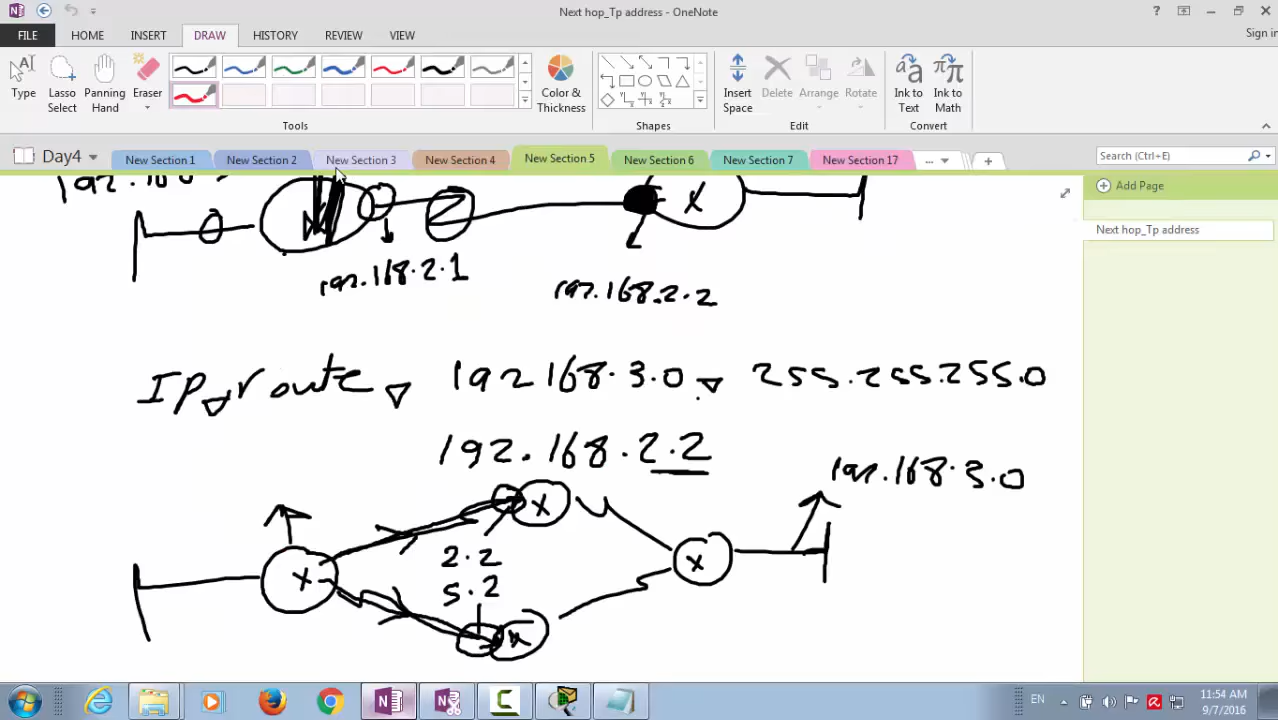 Next hop_Tp address - OneNote
FILE HOME INSERT DRAW HISTORY REVIEW VIEW Sign in
Type Lasso Select Panning Hand Eraser Color & Thickness Insert Space Delete Arrange Rotate Ink to Text Ink to Math
Tools Shapes Edit Convert
Day4 New Section 1 New Section 2 New Section 3 New Section 4 New Section 5 New Section 6 New Section 7 New Section 17 ... Search (Ctrl+E)
Add Page
Next hop_Tp address
X
192.168.2.1
192.168.2.2
IP route 192 168.3.0 255.255.255.0
192.168.2.2
192.168.3.0
X
2.2
X
X
5.2
X
EN 11:54 AM
9/7/2016